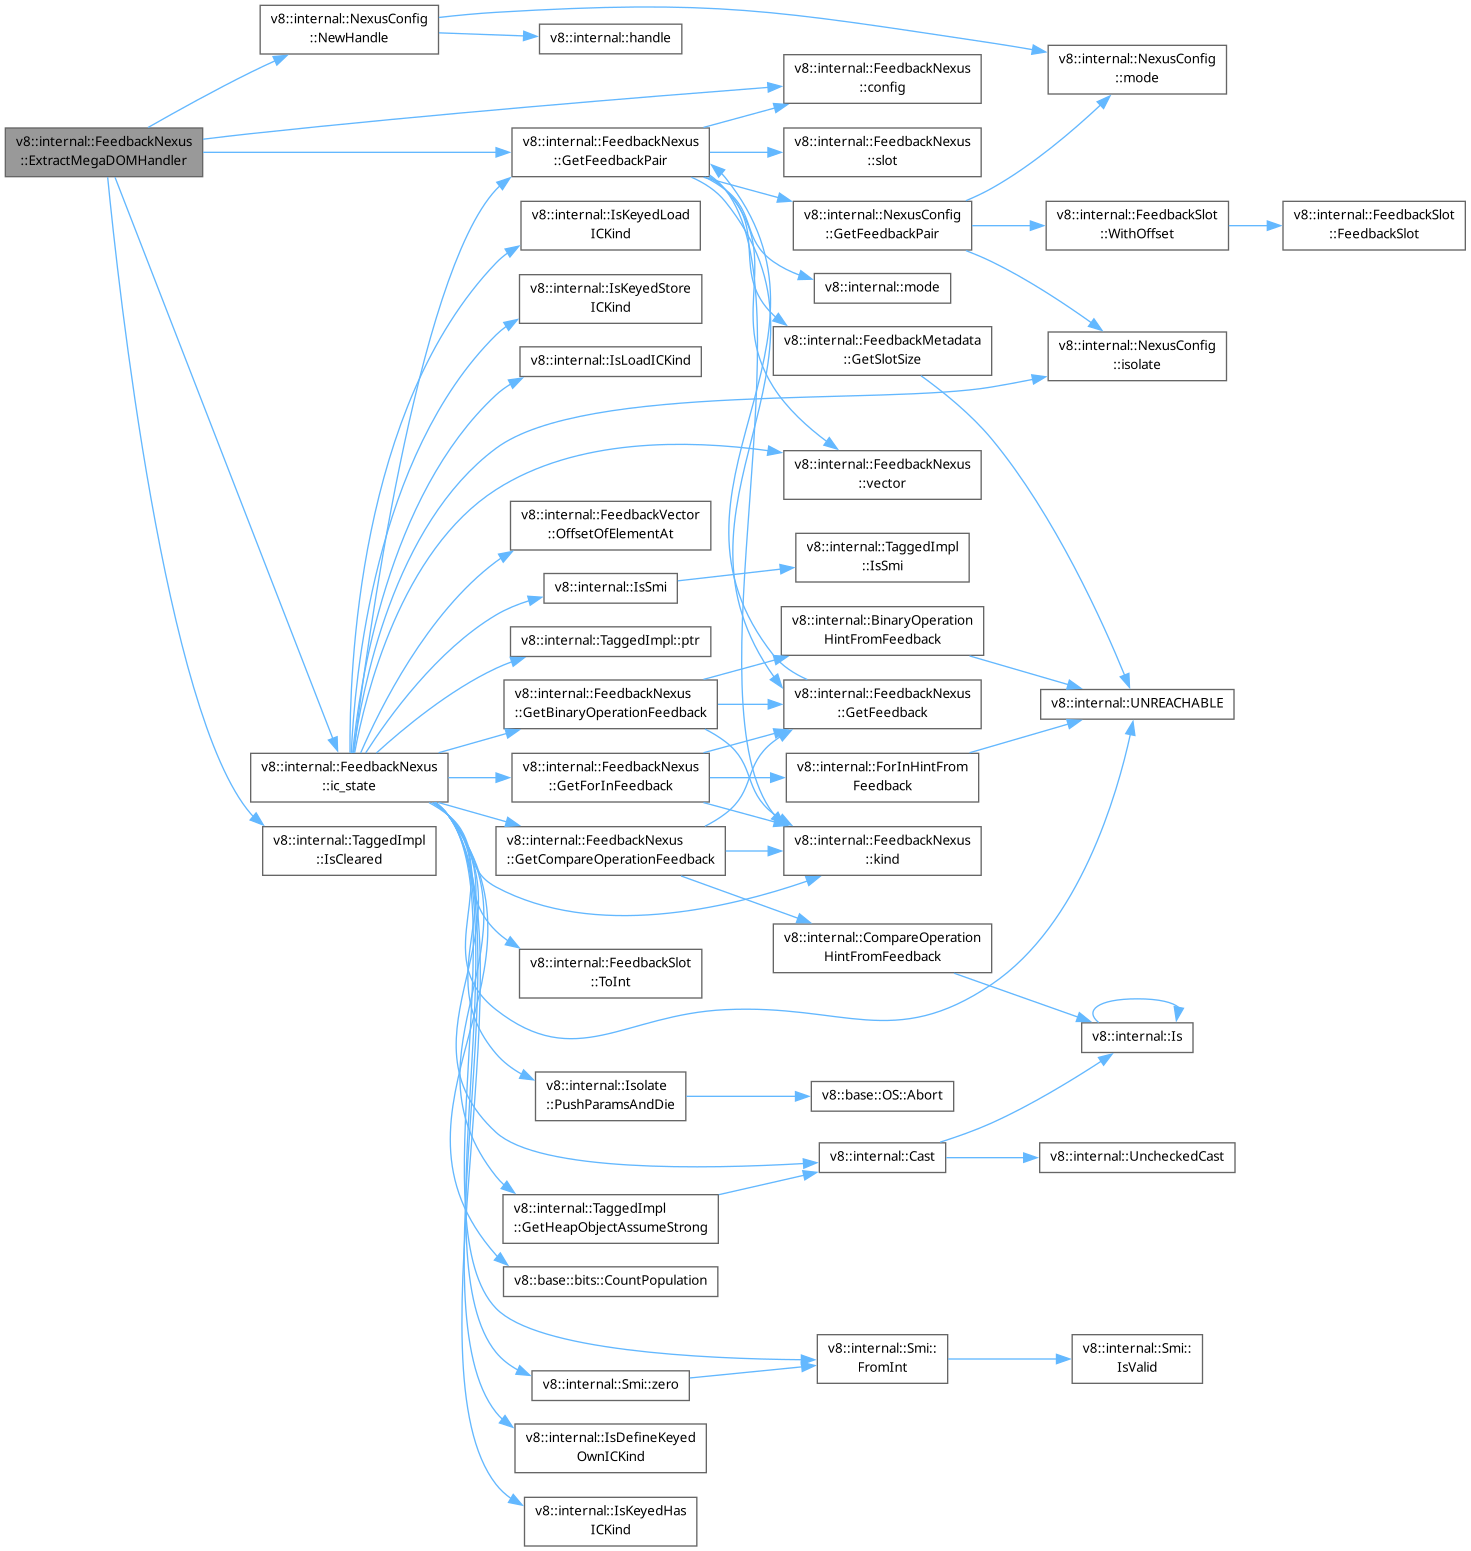 v8::internal::NexusConfig
::NewHandle
v8::internal::handle
v8::internal::NexusConfig
::mode
v8::internal::FeedbackNexus
::config
v8::internal::FeedbackNexus
::ExtractMegaDOMHandler
v8::internal::FeedbackNexus
::GetFeedbackPair
v8::internal::FeedbackNexus
::slot
v8::internal::IsKeyedLoad
ICKind
v8::internal::NexusConfig
::GetFeedbackPair
v8::internal::FeedbackSlot
::WithOffset
v8::internal::FeedbackSlot
::FeedbackSlot
v8::internal::IsKeyedStore
ICKind
v8::internal::mode
v8::internal::IsLoadICKind
v8::internal::FeedbackMetadata
::GetSlotSize
v8::internal::NexusConfig
::isolate
v8::internal::FeedbackNexus
::vector
v8::internal::FeedbackVector
::OffsetOfElementAt
v8::internal::IsSmi
v8::internal::TaggedImpl
::IsSmi
v8::internal::TaggedImpl::ptr
v8::internal::BinaryOperation
HintFromFeedback
v8::internal::FeedbackNexus
::GetBinaryOperationFeedback
v8::internal::FeedbackNexus
::GetFeedback
v8::internal::UNREACHABLE
v8::internal::FeedbackNexus
::ic_state
v8::internal::FeedbackNexus
::GetForInFeedback
v8::internal::ForInHintFrom
Feedback
v8::internal::TaggedImpl
::IsCleared
v8::internal::FeedbackNexus
::GetCompareOperationFeedback
v8::internal::FeedbackNexus
::kind
v8::internal::CompareOperation
HintFromFeedback
v8::internal::FeedbackSlot
::ToInt
v8::internal::Is
v8::internal::Isolate
::PushParamsAndDie
v8::base::OS::Abort
v8::internal::Cast
v8::internal::UncheckedCast
v8::internal::TaggedImpl
::GetHeapObjectAssumeStrong
v8::base::bits::CountPopulation
v8::internal::Smi::
FromInt
v8::internal::Smi::
IsValid
v8::internal::Smi::zero
v8::internal::IsDefineKeyed
OwnICKind
v8::internal::IsKeyedHas
ICKind